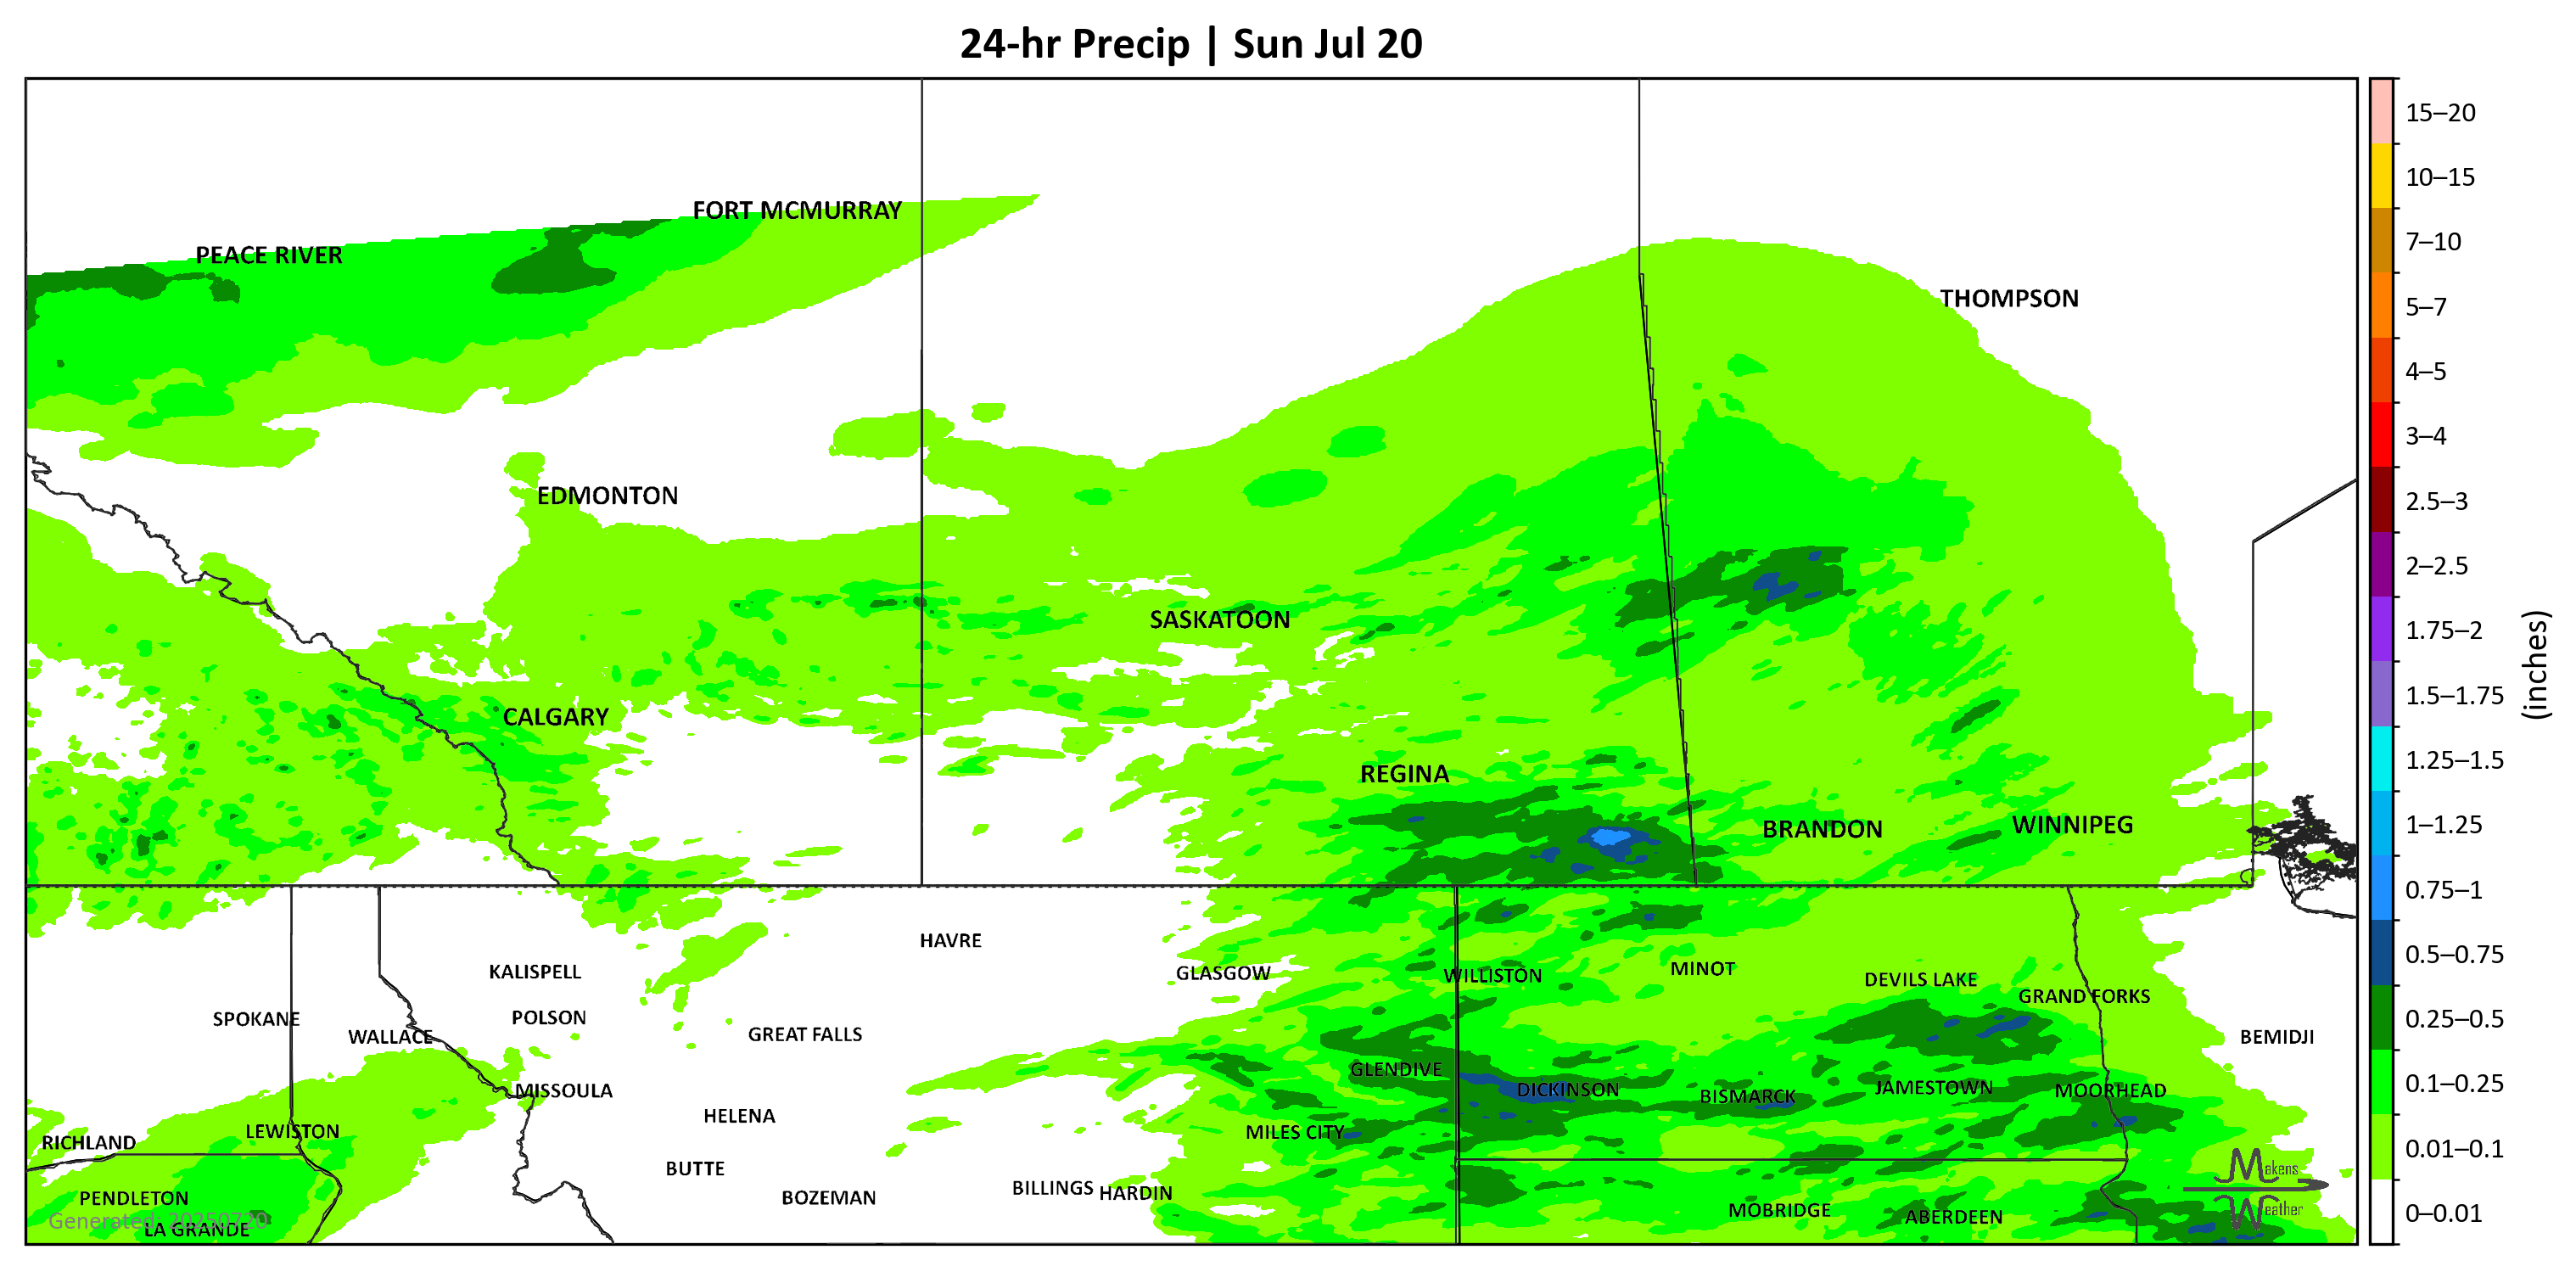 24-hr Precip | Sun Jul 20
15–20
10–15
FORT MCMURRAY
7–10
PEACE RIVER
THOMPSON
5–7
4–5
3–4
EDMONTON
2.5–3
2–2.5
SASKATOON
1.75–2
(inches)
1.5–1.75
CALGARY
1.25–1.5
REGINA
BRANDON
WINNIPEG
1–1.25
0.75–1
HAVRE
0.5–0.75
KALISPELL
GLASGOW
WILLISTON
MINOT
DEVILS LAKE
GRAND FORKS
SPOKANE
POLSON
0.25–0.5
WALLACE
GREAT FALLS
BEMIDJI
GLENDIVE
0.1–0.25
MISSOULA
DICKINSON
BISMARCK
JAMESTOWN
MOORHEAD
HELENA
RICHLAND
LEWISTON
MILES CITY
0.01–0.1
BUTTE
Makens
PENDLETON
BOZEMAN
BILLINGS
HARDIN
MOBRIDGE
ABERDEEN
Weather
0–0.01
Generated: 20250720
LA GRANDE